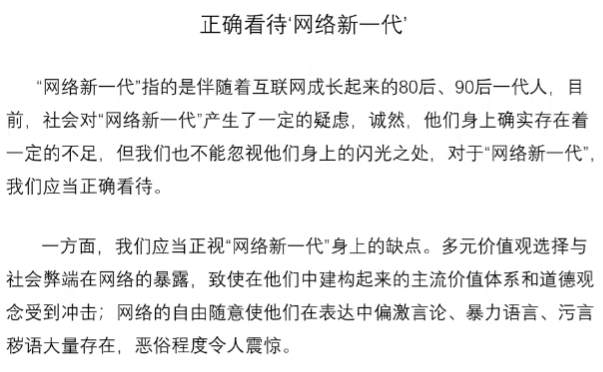 正确看待‘网络新一代’
“网络新一代”指的是伴随着互联网成长起来的80后、90后一代人，目
前，社会对“网络新一代”产生了一定的疑虑，诚然，他们身上确实存在着
一定的不足，但我们也不能忽视他们身上的闪光之处，对于“网络新一代”，
我们应当正确看待。
一方面，我们应当正视“网络新一代”身上的缺点。多元价值观选择与
社会弊端在网络的暴露，致使在他们中建构起来的主流价值体系和道德观
念受到冲击；网络的自由随意使他们在表达中偏激言论、暴力语言、污言
秽语大量存在，恶俗程度令人震惊。